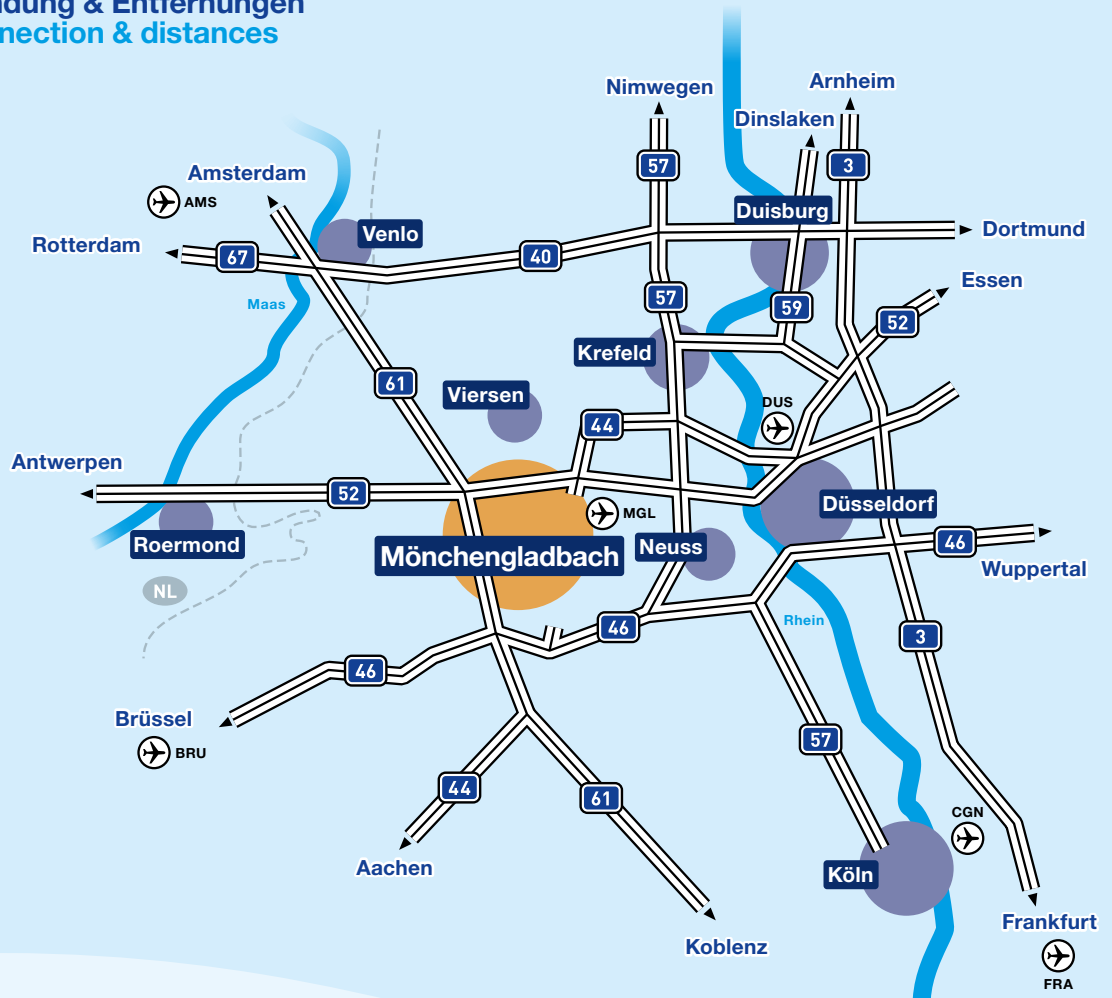 & Entfernungen
& distances
Nimwegen
Arnheim
Dinslaken
57
3
Amsterdam
AMS
Duisburg
Venlo
Rotterdam
Dortmund
67
40
Essen
Maas
57
59
52
Krefeld
61
Viersen
DUS
44
Antwerpen
52
MGL
Düsseldorf
Roermond
Mönchengladbach
Neuss
46
Wuppertal
NL
Rhein
46
3
46
Brüssel
BRU
57
44
61
CGN
Aachen
Köln
Frankfurt
Koblenz
FRA